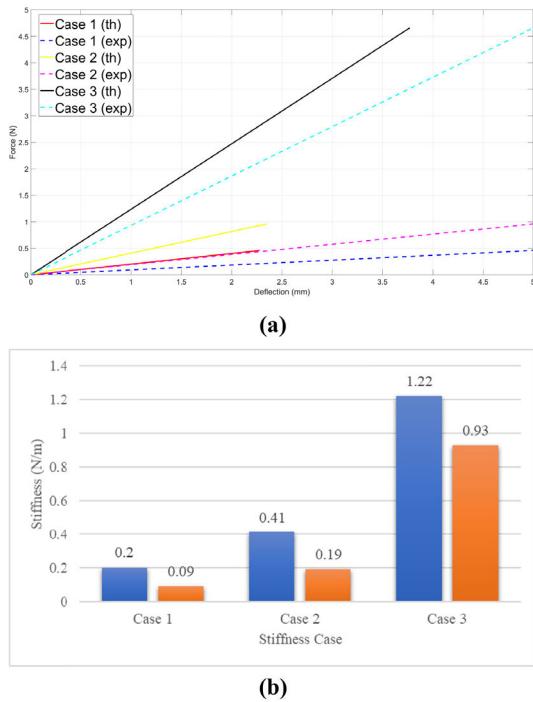 5
4.5
4
3.5
3
2.5
2
1.5
1
0.5
0
Force (N)
Case 1 (th)
Case 1 (exp)
Case 2 (th)
Case 2 (exp)
Case 3 (th)
Case 3 (exp)
0 0.5 1 1.5 2 2.5 3 3.5 4 4.5 5
Deflection (mm)
(a)
1.4
1.2
1
0.8
0.6
0.4
0.2
0
Stiffness (N/m)
0.2 0.09 0.41 0.19 1.22 0.93
Case 1 Case 2 Case 3
Stiffness Case
(b)